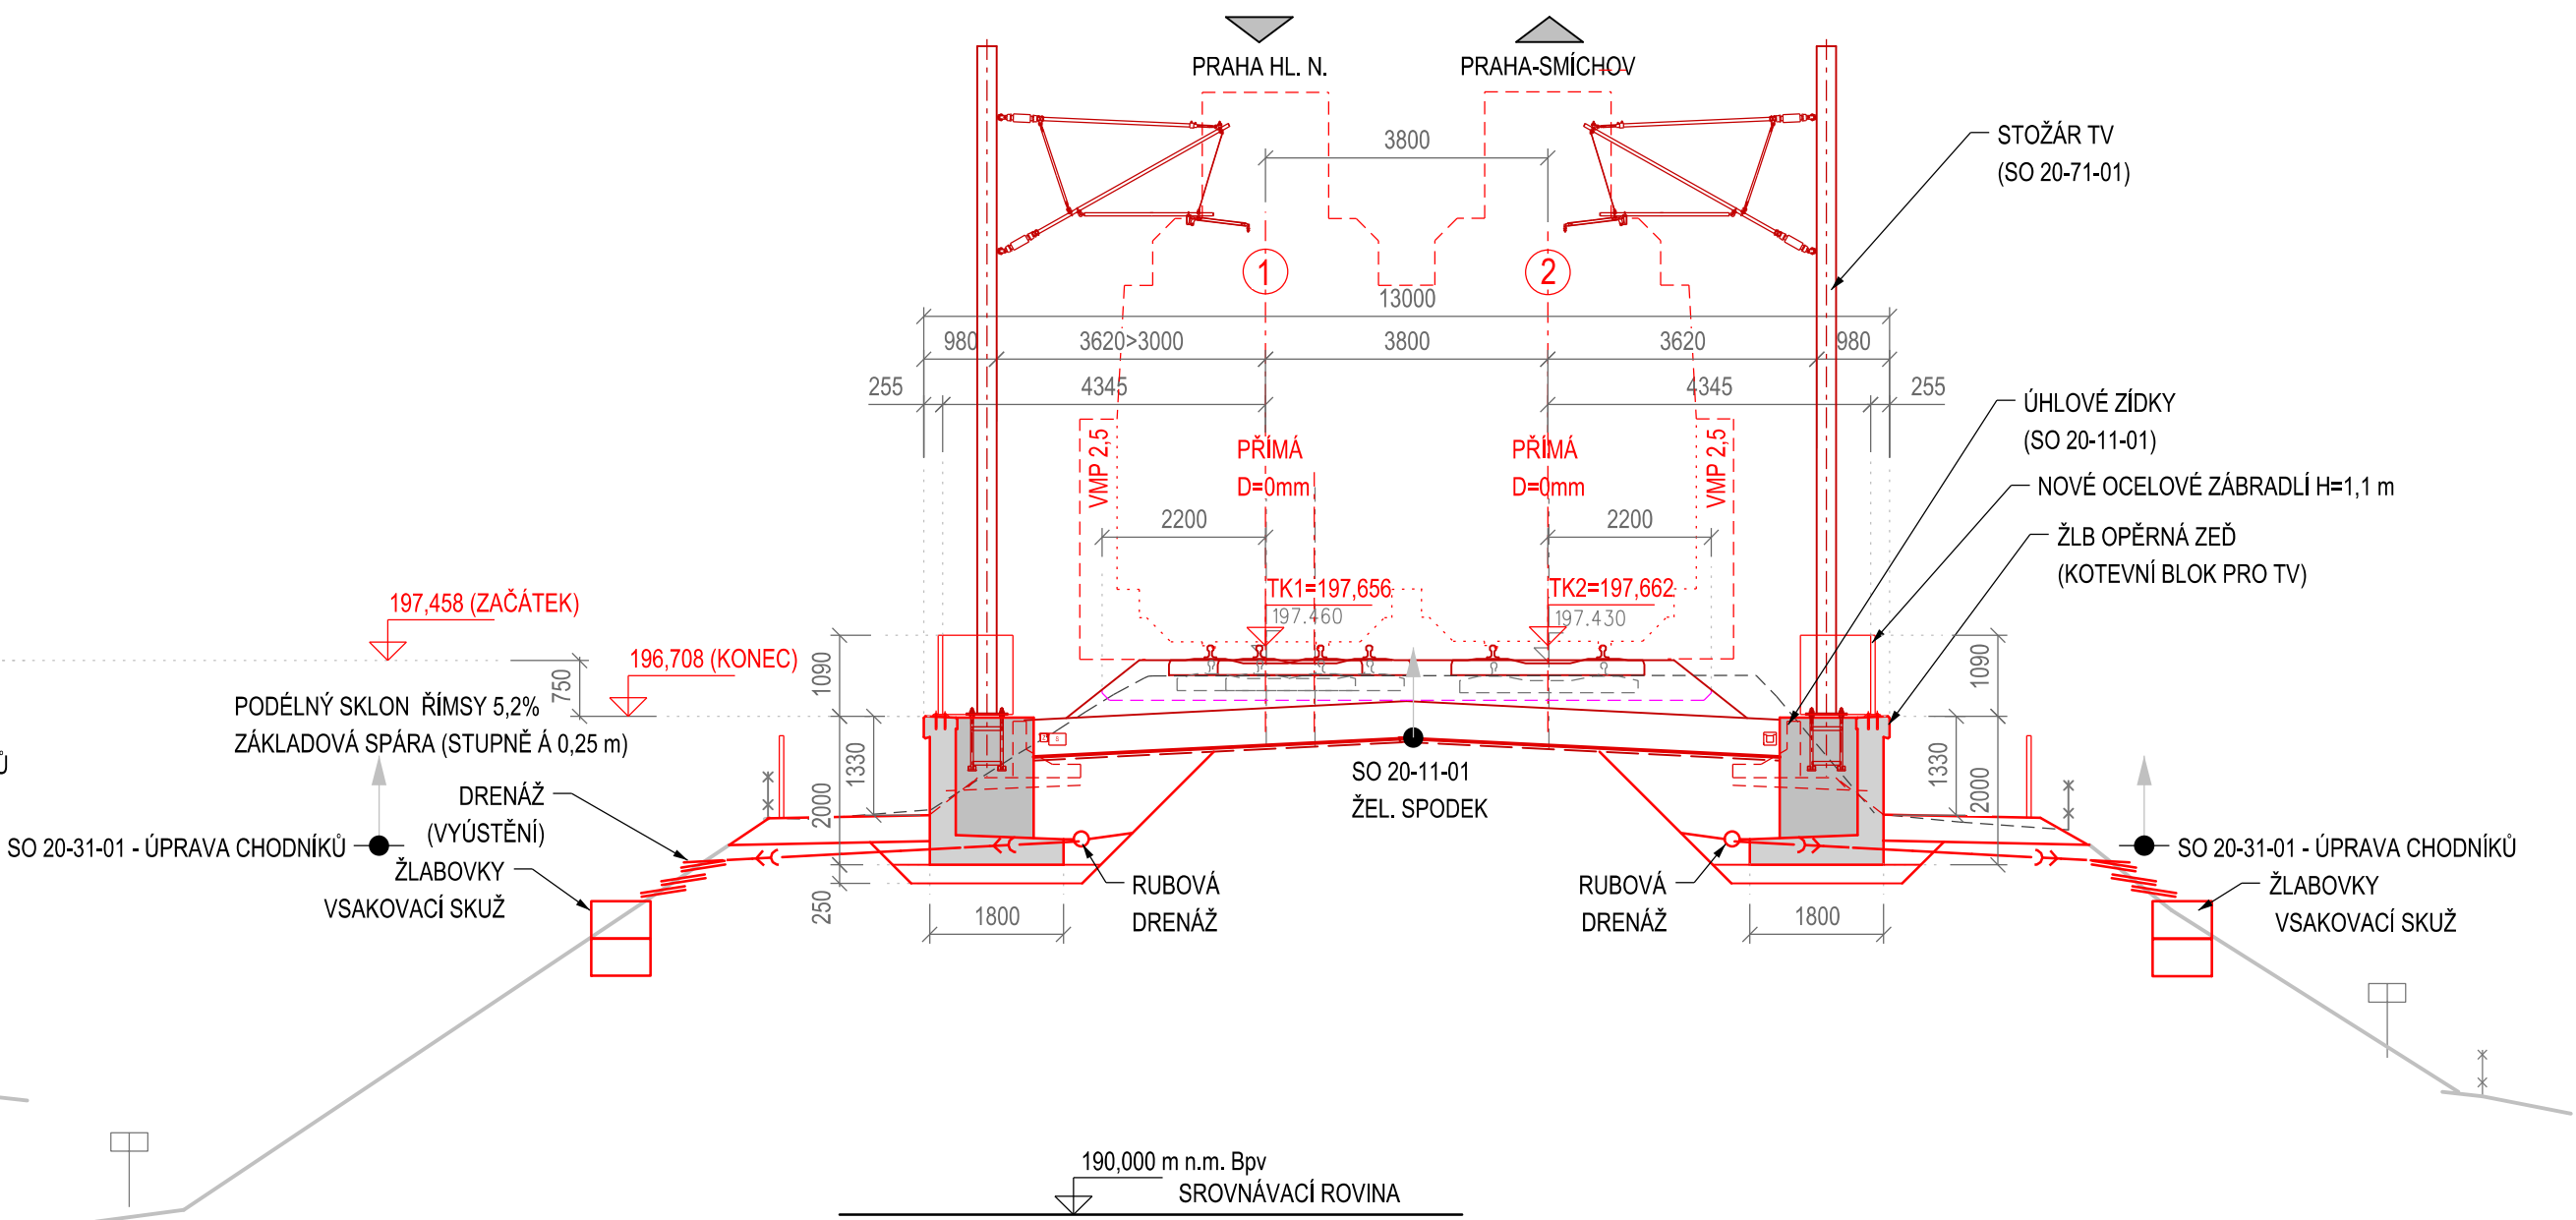 PRAHA HL. N.
PRAHA-SMÍCHOV
3800
STOŽÁR TV
(SO 20-71-01)
1
2
13000
980
3620>3000
3800
3620
980
255
4345
4345
255
ÚHLOVÉ ZÍDKY
(SO 20-11-01)
VMP 2,5
PŘÍMÁ
D=0mm
PŘÍMÁ
D=0mm
VMP 2,5
NOVÉ OCELOVÉ ZÁBRADLÍ H=1,1 m
2200
2200
ŽLB OPĚRNÁ ZEĎ
(KOTEVNÍ BLOK PRO TV)
TK1=197,656
197.460
TK2=197,662
197.430
197,458 (ZAČÁTEK)
196,708 (KONEC)
750
1090
1090
PODÉLNÝ SKLON ŘÍMSY 5,2%
ZÁKLADOVÁ SPÁRA (STUPNĚ Á 0,25 m)
1330
2000
250
1330
2000
SO 20-11-01
ŽEL. SPODEK
DRENÁŽ
(VYÚSTĚNÍ)
SO 20-31-01 - ÚPRAVA CHODNÍKŮ
SO 20-31-01 - ÚPRAVA CHODNÍKŮ
ŽLABOVKY
VSAKOVACÍ SKUŽ
RUBOVÁ
DRENÁŽ
RUBOVÁ
DRENÁŽ
ŽLABOVKY
VSAKOVACÍ SKUŽ
1800
1800
190,000 m n.m. Bpv
SROVNÁVACÍ ROVINA